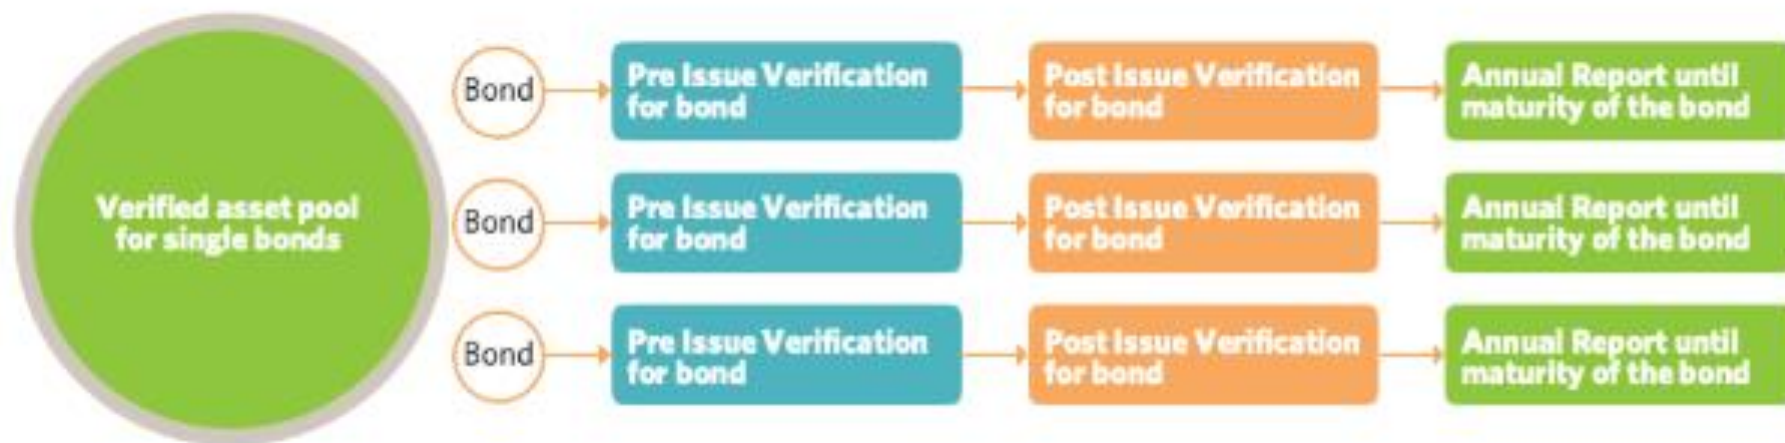 Verified asset pool
for single bonds
Bond
Pre Issue Verification
for bond
Post Issue Verification
for bond
Annual Report until
maturity of the bond
Bond
Pre Issue Verification
for bond
Post Issue Verification
for bond
Annual Report until
maturity of the bond
Bond
Pre Issue Verification
for bond
Post Issue Verification
for bond
Annual Report until
maturity of the bond